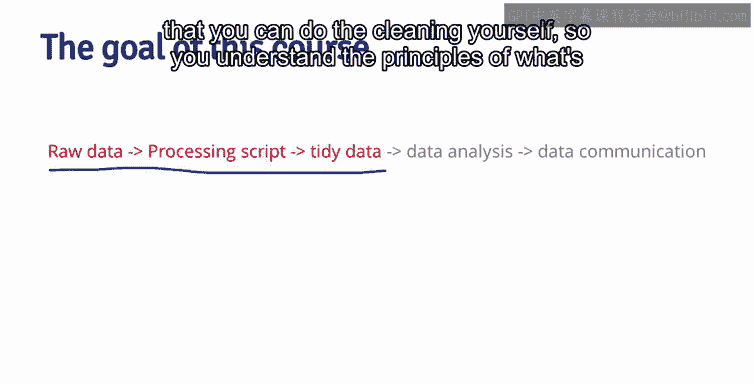 that you can do the cleaning yourself, so
The goal of this course
you understand the principles of what's
Raw data -> Processing script -> tidy data -> data analysis -> data communication